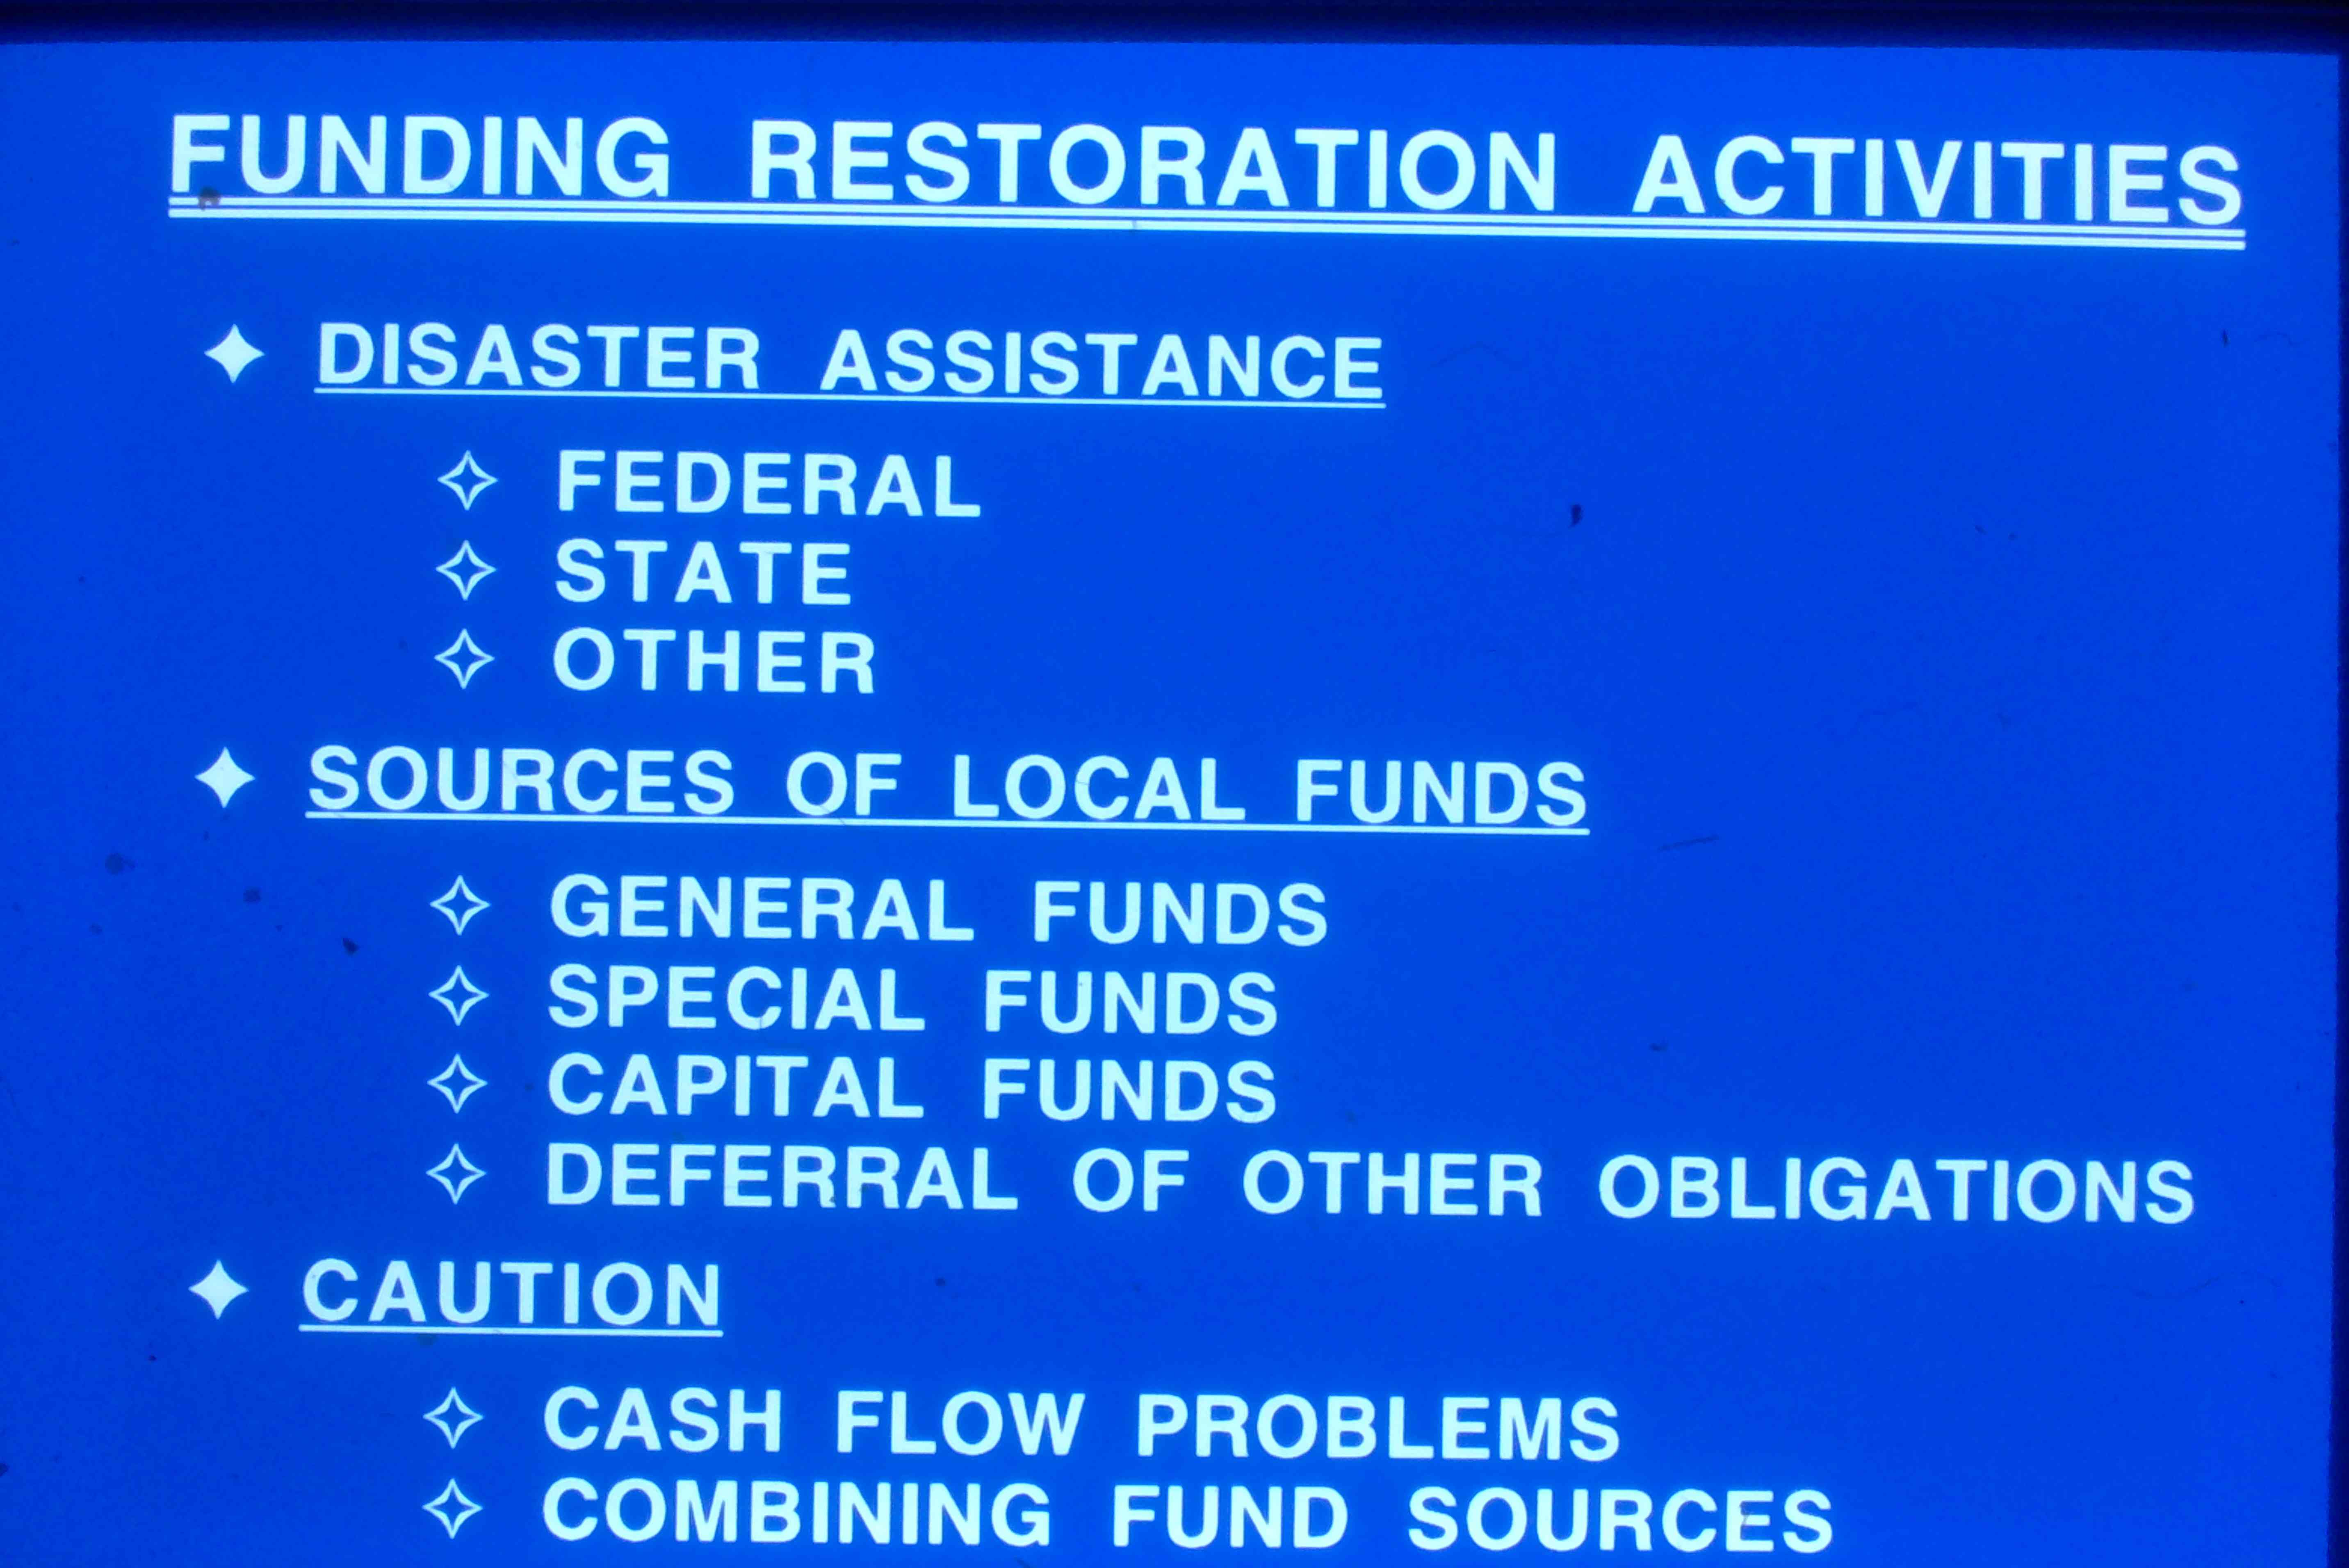 FUNDING RESTORATION ACTIVITIES
✦ DISASTER ASSISTANCE
✧ FEDERAL
✧ STATE
✧ OTHER
✦ SOURCES OF LOCAL FUNDS
✧ GENERAL FUNDS
✧ SPECIAL FUNDS
✧ CAPITAL FUNDS
✧ DEFERRAL OF OTHER OBLIGATIONS
✦ CAUTION
✧ CASH FLOW PROBLEMS
✧ COMBINING FUND SOURCES